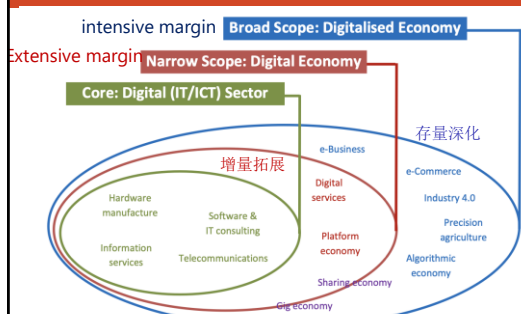 intensive margin
Broad Scope: Digitalised Economy
Extensive margin
Narrow Scope: Digital Economy
Core: Digital (IT/ICT) Sector
存量深化
e-Business
增量拓展
e-Commerce
Digital
services
Hardware
manufacture
Industry 4.0
Software &
IT consulting
Precision
agriculture
Platform
economy
Information
services
Telecommunications
Algorithmic
economy
Sharing economy
Gig economy